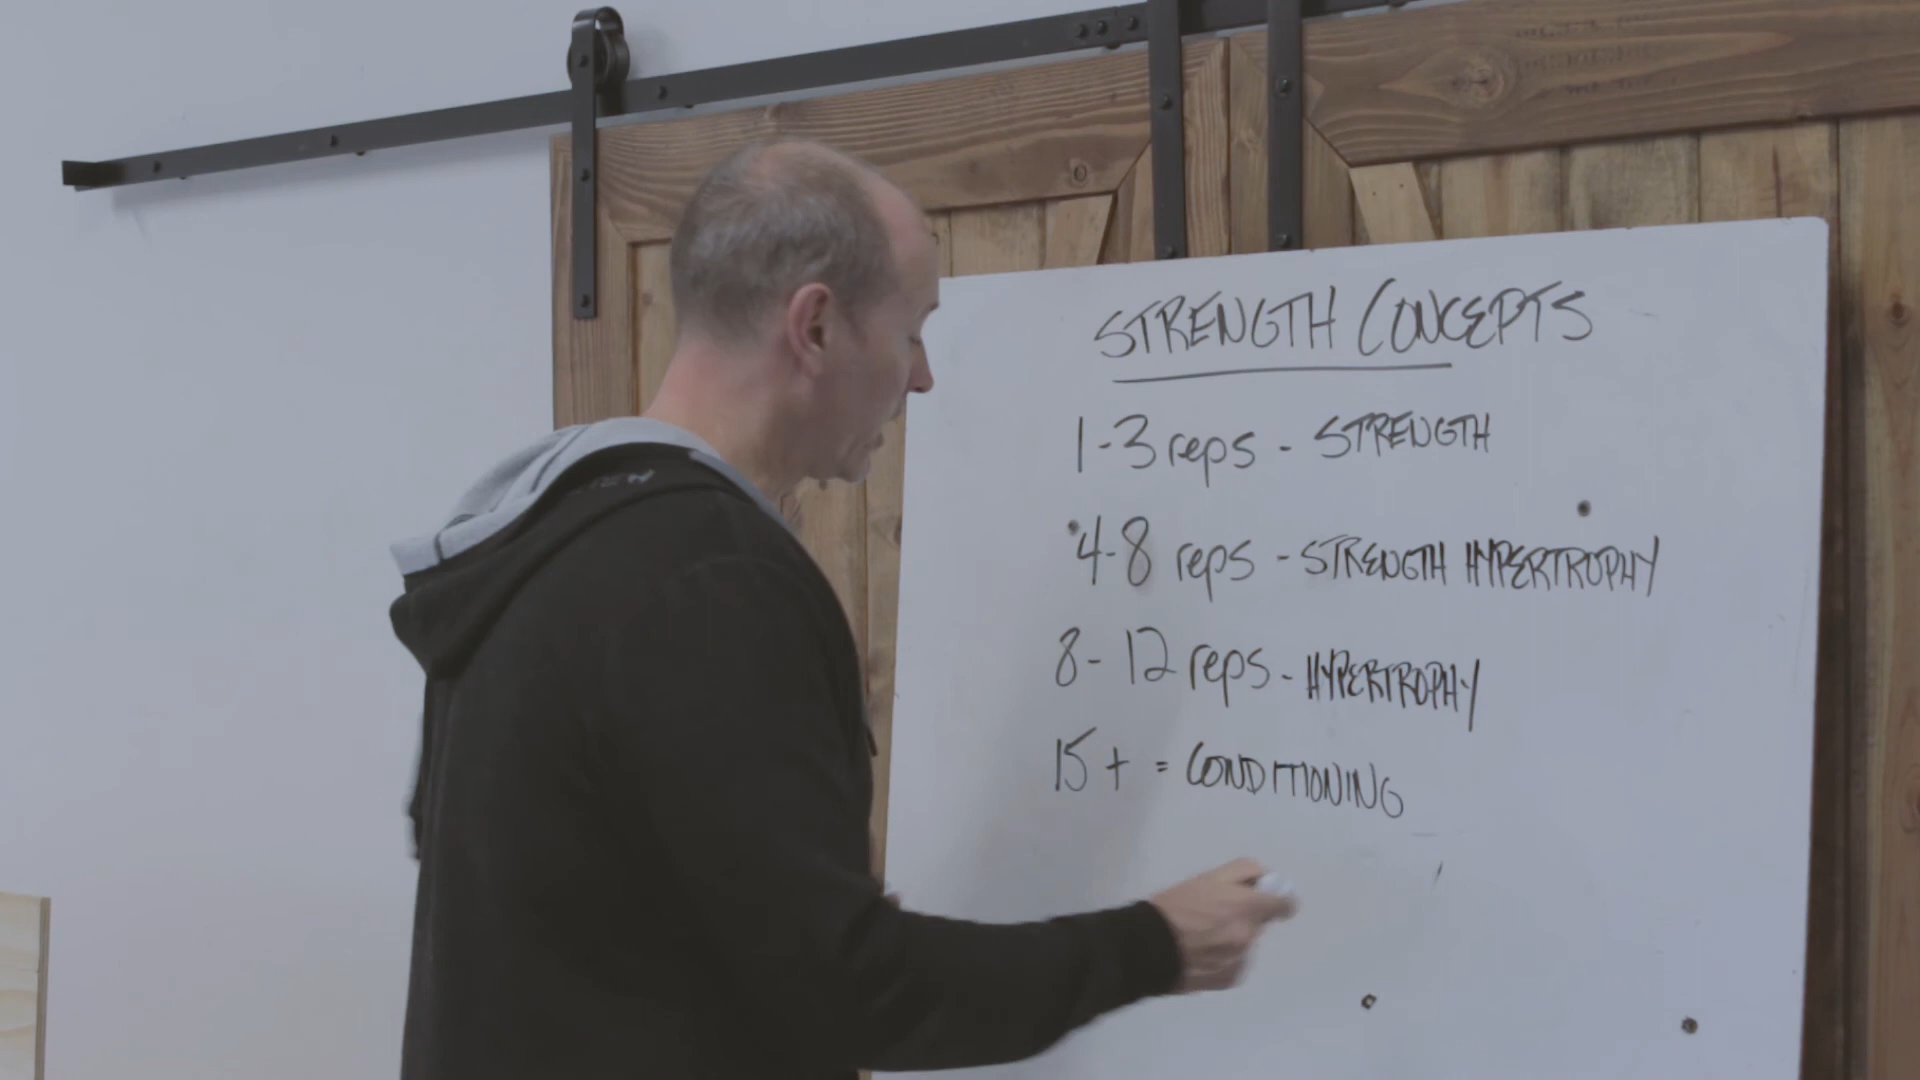 STRENGTH CONCEPTS
1-3 reps - STRENGTH
4-8 reps - STRENGTH HYPERTROPHY
8-12 reps - HYPERTROPHY
15+ = CONDITIONING